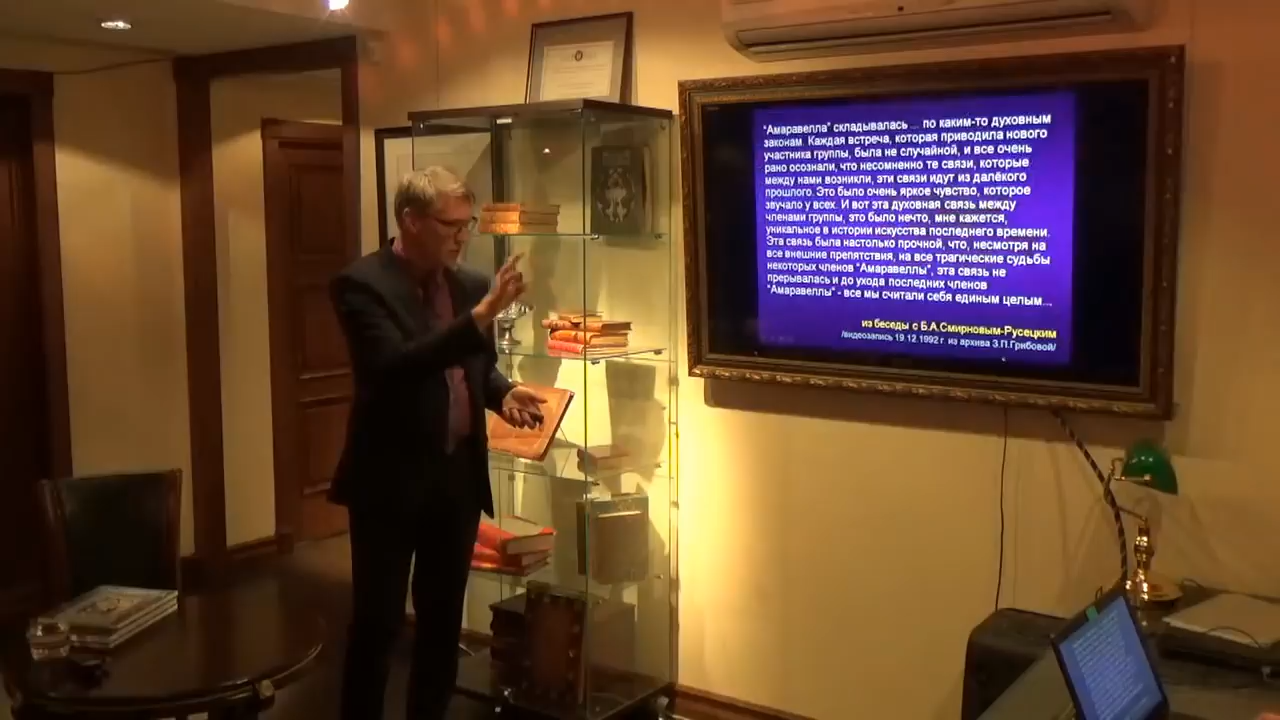 "Амаравелла" складывалась ... по каким-то духовным
законам. Каждая встреча, которая приводила нового
участника группы, была не случайной, и все очень
рано осознали, что несомненно те связи, которые
между нами возникли, эти связи идут из далёкого
прошлого. Это было очень яркое чувство, которое
звучало у всех. И вот эта духовная связь между
членами группы, это было нечто, мне кажется,
уникальное в истории искусства последнего времени.
Эта связь была настолько прочной, что, несмотря на
все внешние препятствия, на все трагические судьбы
некоторых членов "Амаравеллы", эта связь не
прерывалась и до ухода последних членов
"Амаравеллы" - все мы считали себя единым целым...
из беседы с Б.А.Смирновым-Русецким
/видеозапись 19.12.1992 г. из архива З.П.Грибовой/